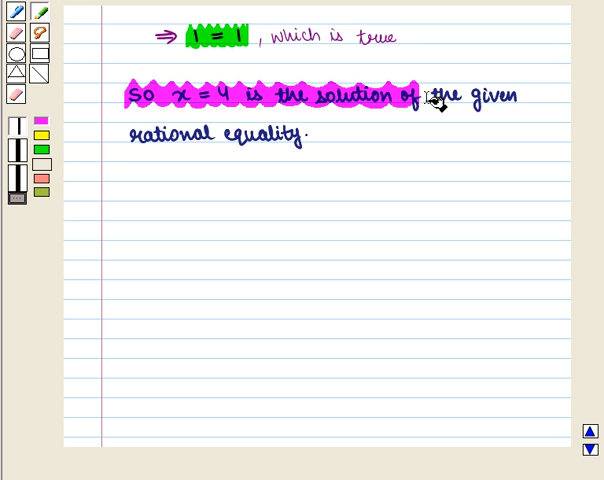 ⇒ 1 = 1 , which is true
So x = 4 is the solution of the given
rational equality.